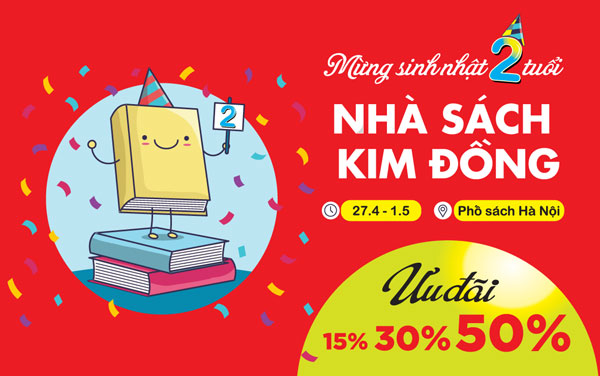 Mừng sinh nhật 2 tuổi
2
NHÀ SÁCH
KIM ĐỒNG
27.4 - 1.5
Phồ sách Hà Nội
Ưu đãi
15% 30% 50%